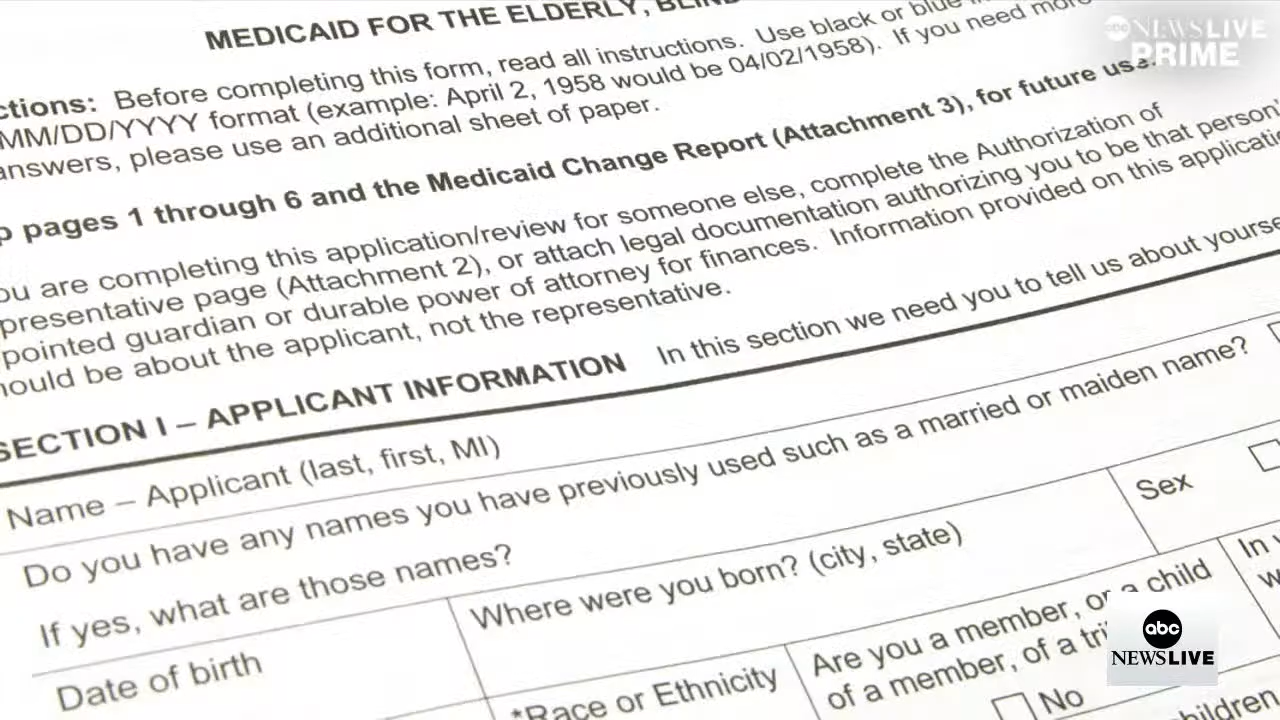 MEDICAID FOR THE ELDERLY,
ctions: Before completing this form, read all instructions. Use black or blue
MM/DD/YYYY format (example: April 2, 1958 would be 04/02/1958). If you need more
answers, please use an additional sheet of paper.
p pages 1 through 6 and the Medicaid Change Report (Attachment 3), for future use.
ou are completing this application/review for someone else, complete the Authorization of
presentative page (Attachment 2), or attach legal documentation authorizing you to be that person
pointed guardian or durable power of attorney for finances. Information provided on this applicatio
hould be about the applicant, not the representative.
SECTION I – APPLICANT INFORMATION In this section we need you to tell us about yourse
Name – Applicant (last, first, MI)
Do you have any names you have previously used such as a married or maiden name?
If yes, what are those names?
Sex
Date of birth
Where were you born? (city, state)
*Race or Ethnicity
Are you a member, or a child
of a member, of a tri
No
In
w
hildren
abc NEWS LIVE
PRIME
abc
NEWS LIVE